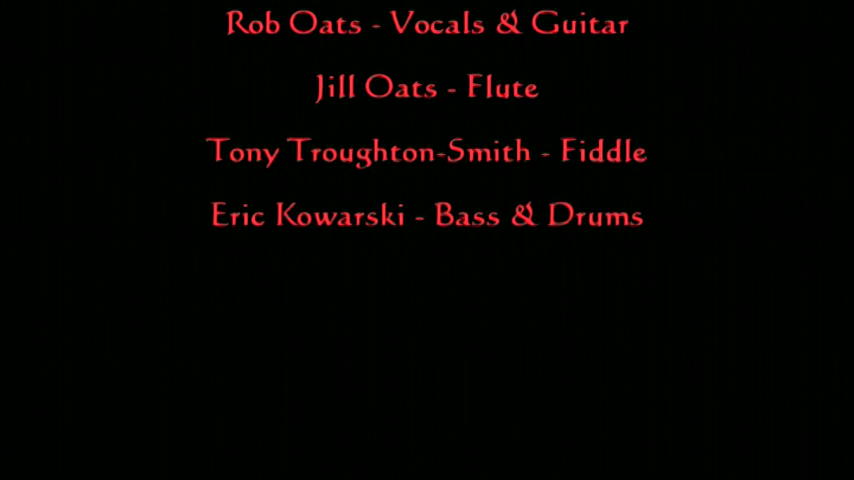 Rob Oats - Vocals & Guitar
Jill Oats - Flute
Tony Troughton-Smith - Fiddle
Eric Kowarski - Bass & Drums